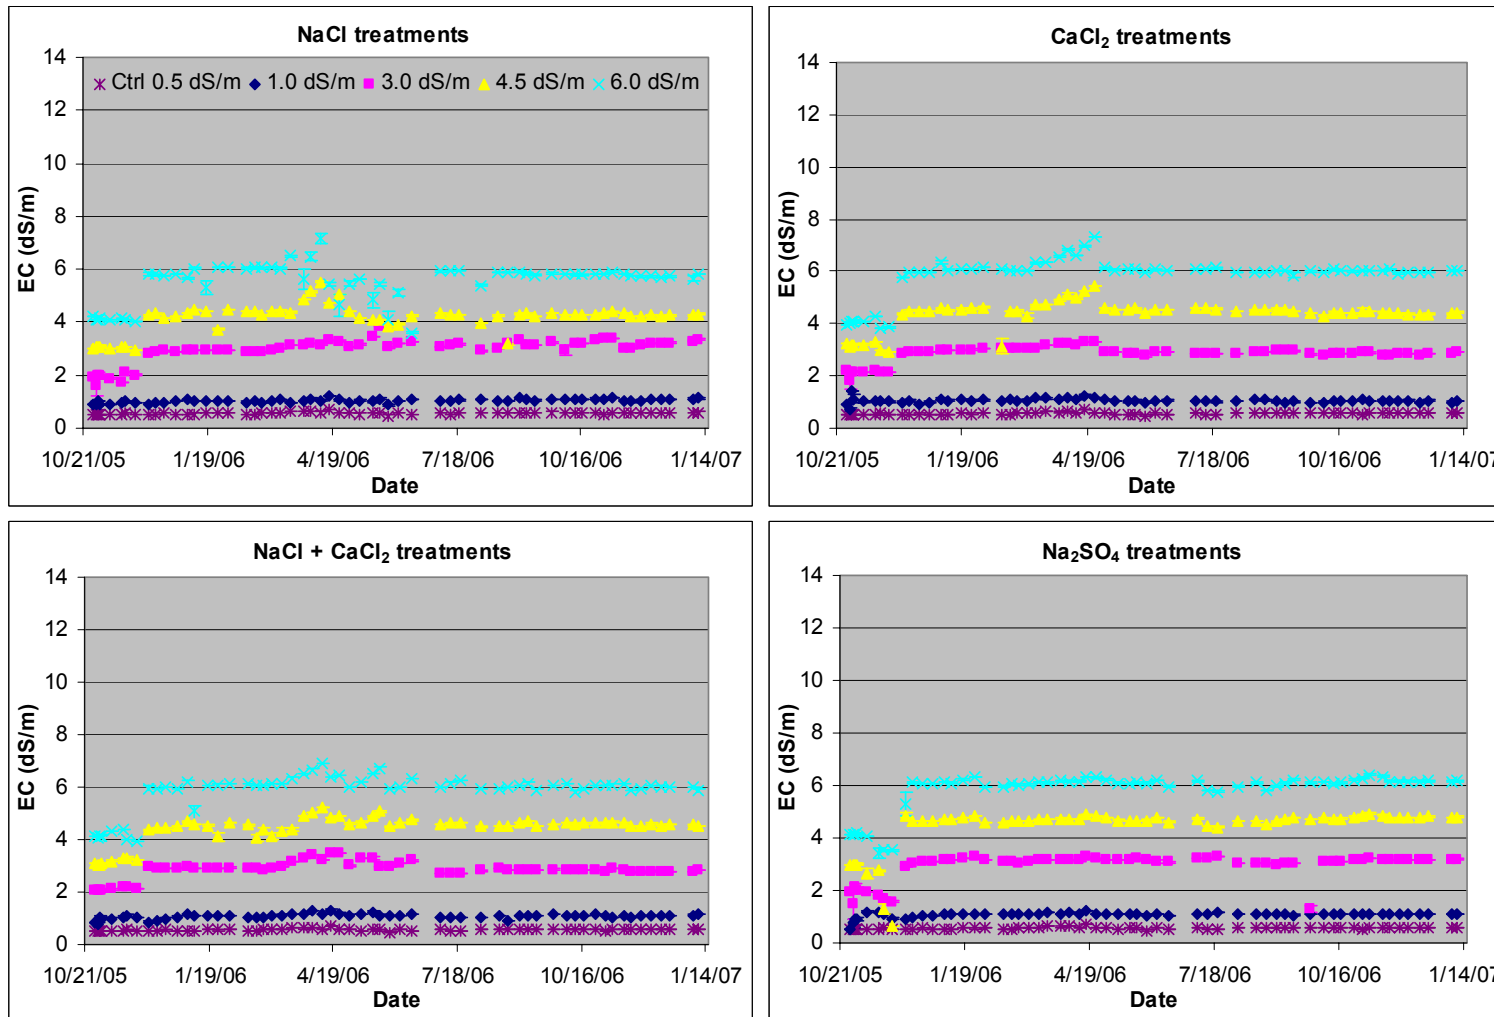 NaCl treatments
14
12
10
8
6
4
2
0
EC (dS/m)
Ctrl 0.5 dS/m 1.0 dS/m 3.0 dS/m 4.5 dS/m 6.0 dS/m
10/21/05 1/19/06 4/19/06 7/18/06 10/16/06 1/14/07
Date
CaCl₂ treatments
14
12
10
8
6
4
2
0
EC (dS/m)
10/21/05 1/19/06 4/19/06 7/18/06 10/16/06 1/14/07
Date
NaCl + CaCl₂ treatments
14
12
10
8
6
4
2
0
EC (dS/m)
10/21/05 1/19/06 4/19/06 7/18/06 10/16/06 1/14/07
Date
Na₂SO₄ treatments
14
12
10
8
6
4
2
0
EC (dS/m)
10/21/05 1/19/06 4/19/06 7/18/06 10/16/06 1/14/07
Date